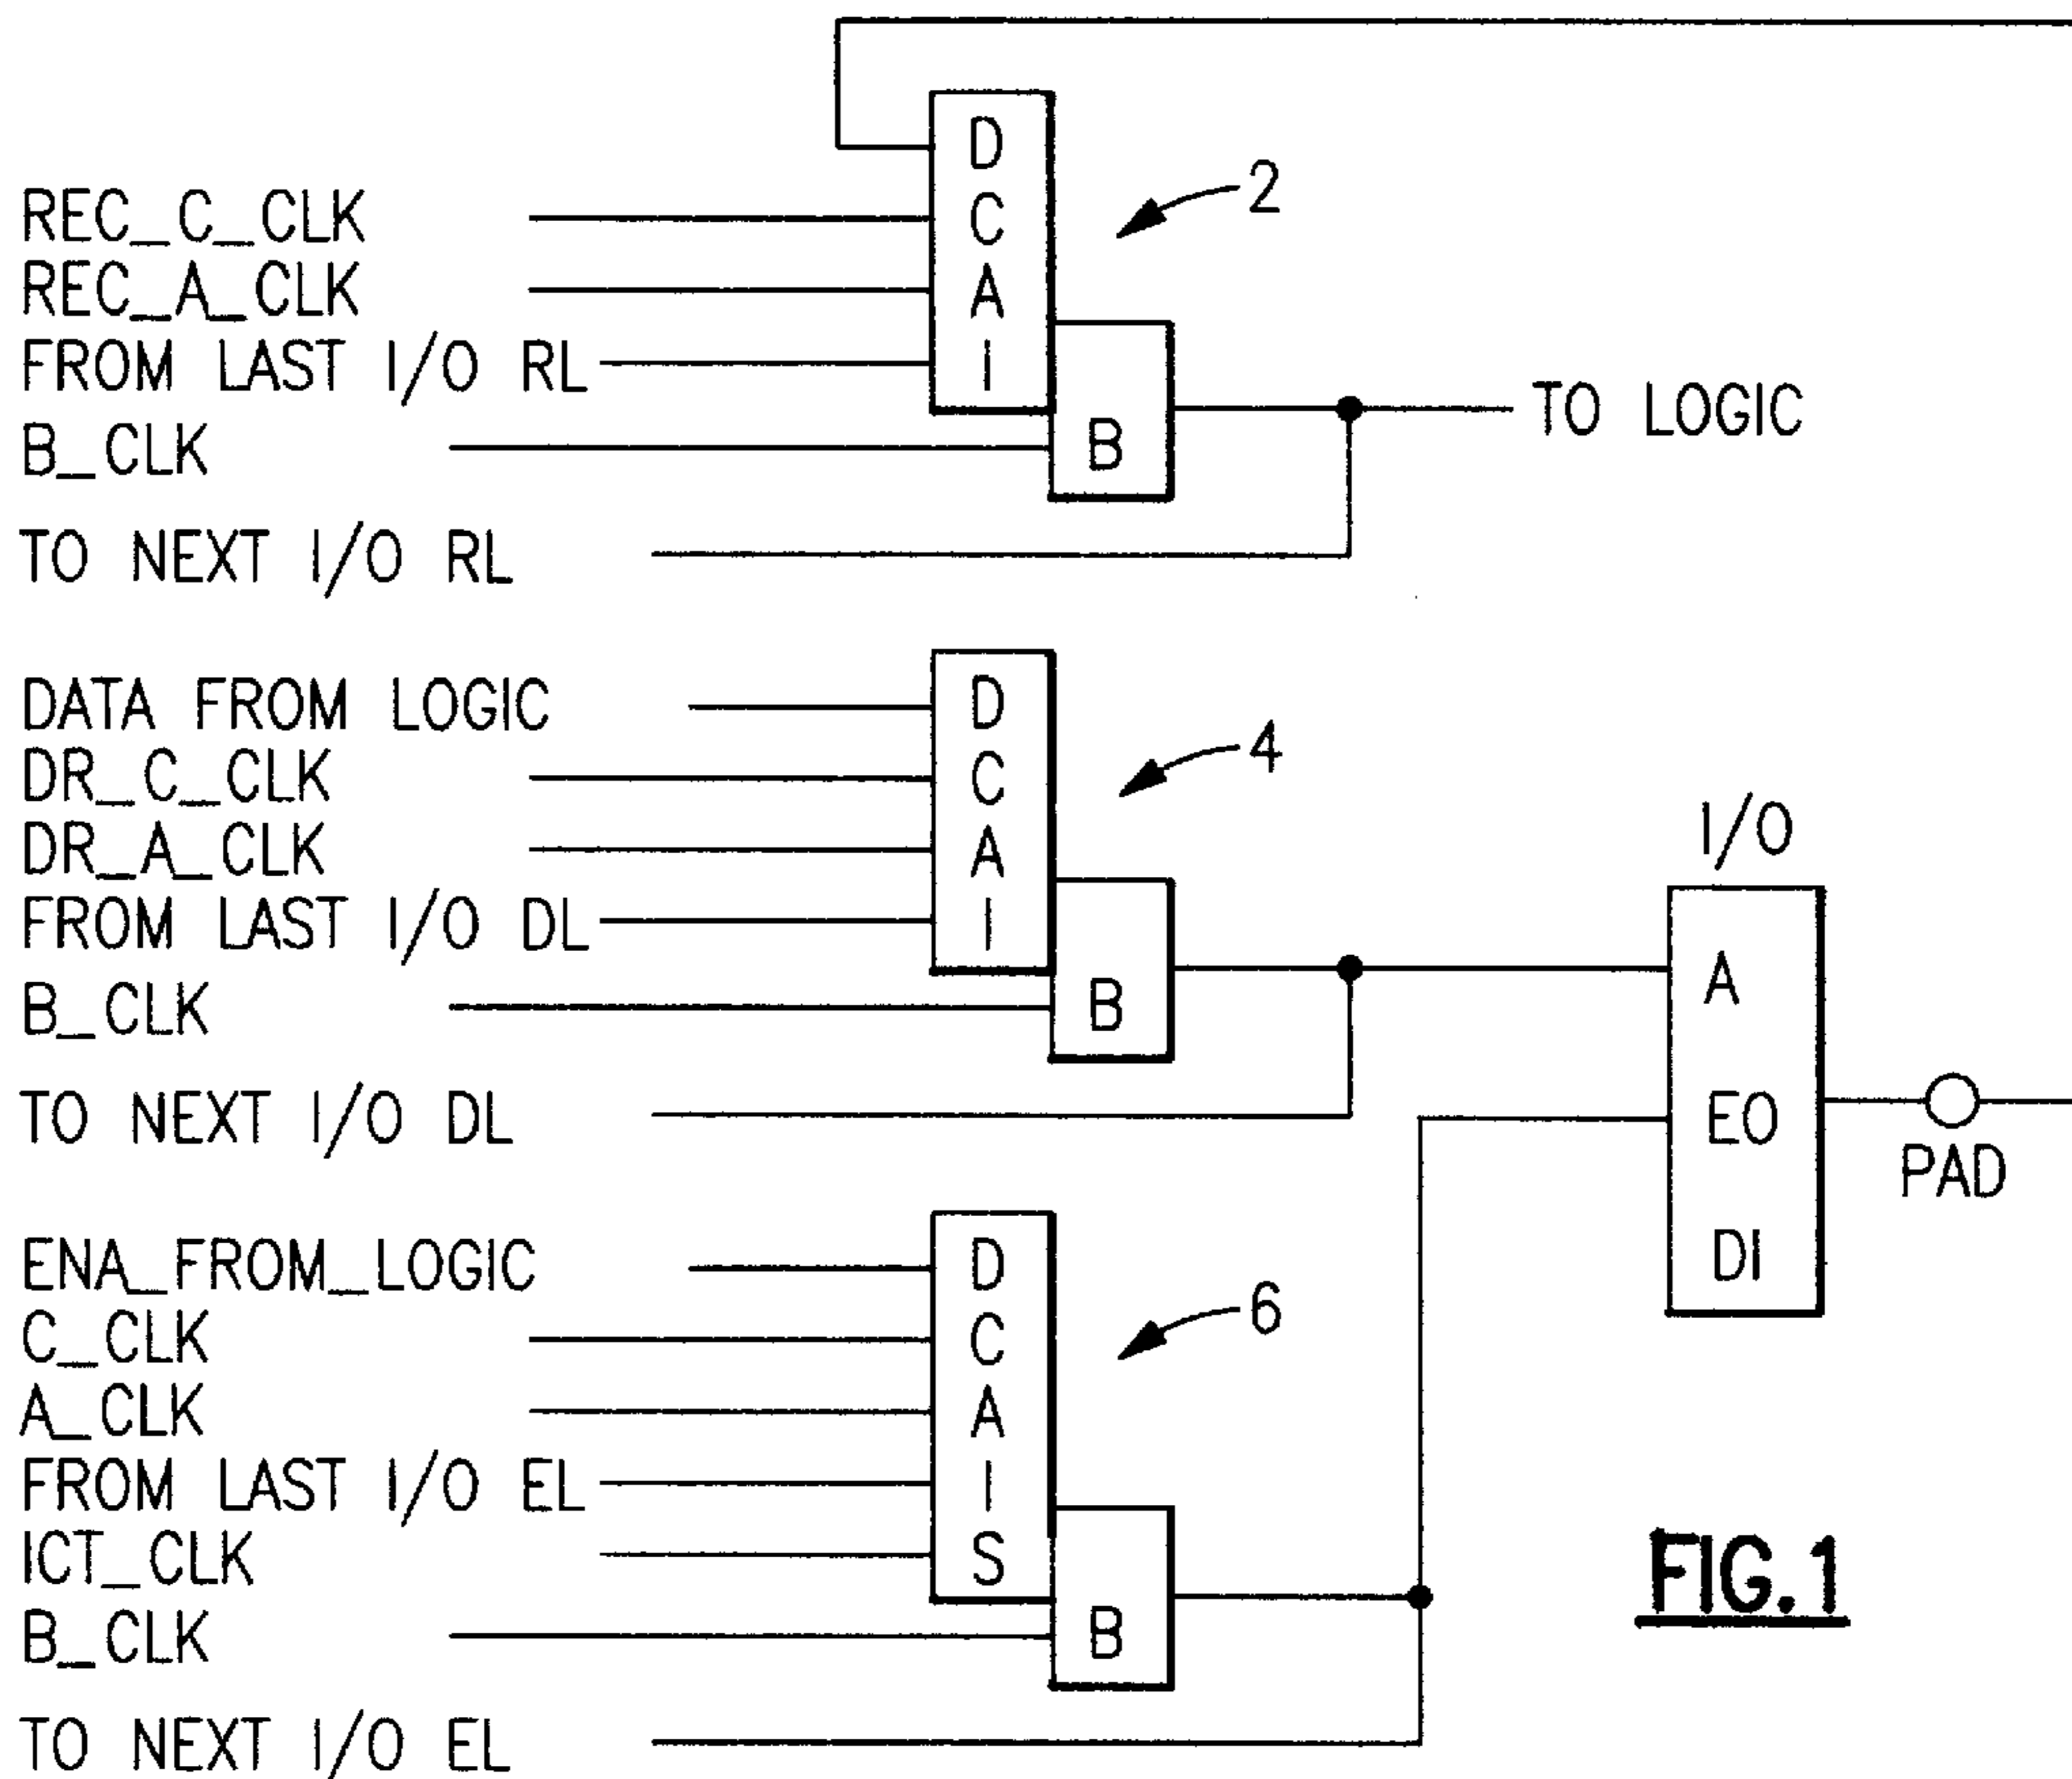 D
C
A
I
B
2
REC_C_CLK
REC_A_CLK
FROM LAST I/O RL
B_CLK
TO NEXT I/O RL
TO LOGIC
D
C
A
I
B
4
DATA FROM LOGIC
DR_C_CLK
DR_A_CLK
FROM LAST I/O DL
B_CLK
TO NEXT I/O DL
I/O
A
EO
DI
PAD
D
C
A
I
S
B
6
ENA_FROM_LOGIC
C_CLK
A_CLK
FROM LAST I/O EL
ICT_CLK
B_CLK
TO NEXT I/O EL
FIG.1